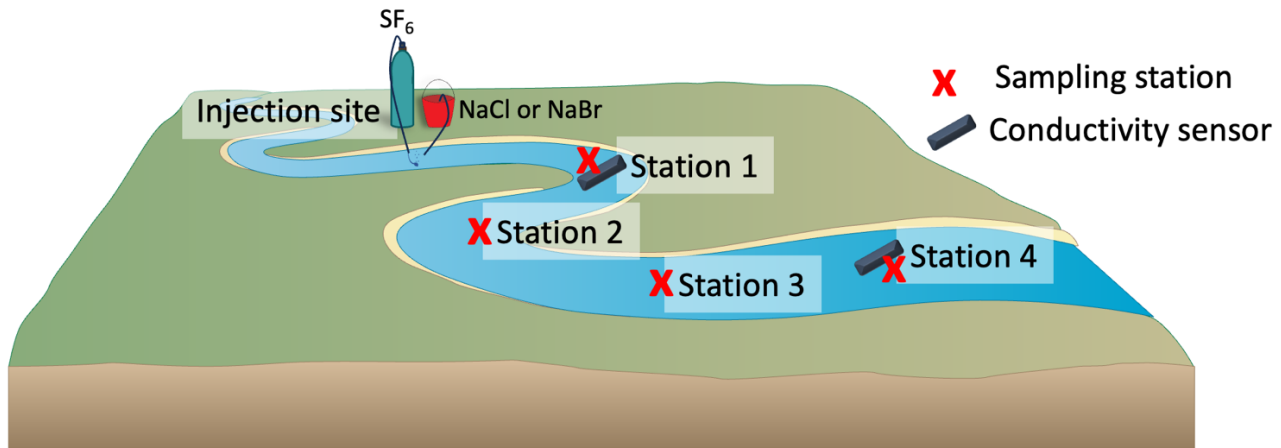 SF₆
Injection site
NaCl or NaBr
X Sampling station
Conductivity sensor
X Station 1
X Station 2
X Station 3
X Station 4